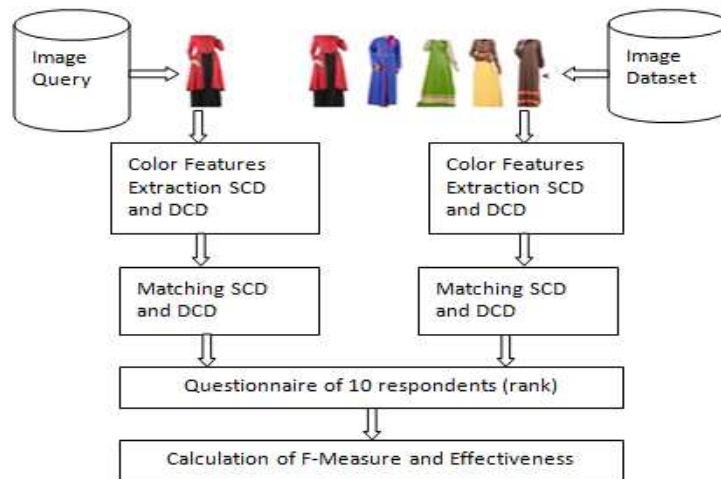 Image
Query
Image
Dataset
Color Features
Extraction SCD
and DCD
Color Features
Extraction SCD
and DCD
Matching SCD
and DCD
Matching SCD
and DCD
Questionnaire of 10 respondents (rank)
Calculation of F-Measure and Effectiveness